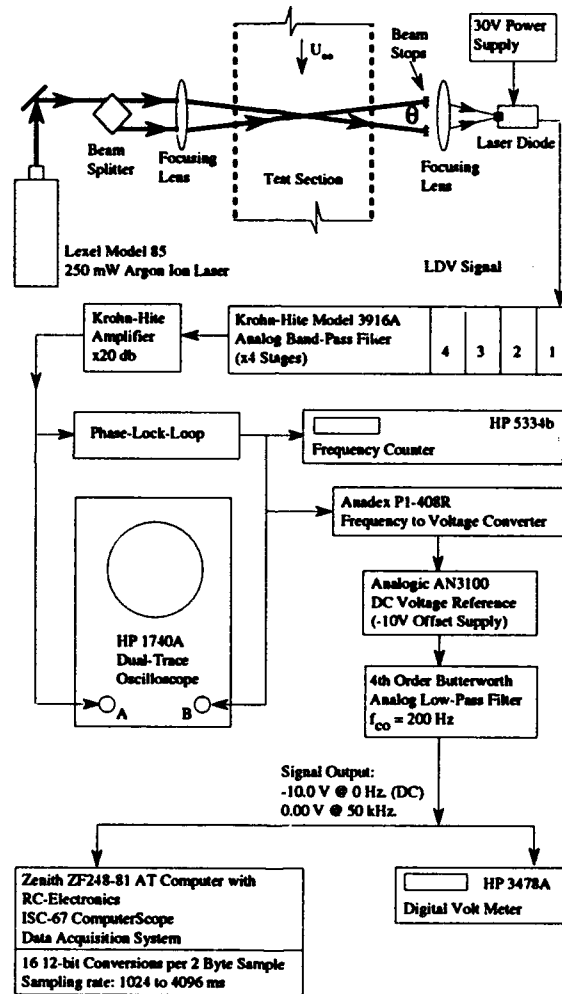 30V Power
Supply
Beam
Stops
U∞
θ
Beam
Splitter
Focusing
Lens
Test Section
Focusing
Lens
Laser
Diode
Lexel Model 85
250 mW Argon Ion Laser
LDV Signal
Krohn-Hite
Amplifier
x20 db
Krohn-Hite Model 3916A
Analog Band-Pass Filter
(x4 Stages)
4 3 2 1
Phase-Lock-Loop
HP 5334b
Frequency Counter
Anadex P1-408R
Frequency to Voltage Converter
Analogic AN3100
DC Voltage Reference
(-10V Offset Supply)
HP 1740A
Dual-Trace
Oscilloscope
A B
4th Order Butterworth
Analog Low-Pass Filter
fco = 200 Hz
Signal Output:
-10.0 V @ 0 Hz. (DC)
0.00 V @ 50 kHz.
Zenith ZF248-81 AT Computer with
RC-Electronics
ISC-67 ComputerScope
Data Acquisition System
16 12-bit Conversions per 2 Byte Sample
Sampling rate: 1024 to 4096 ms
HP 3478A
Digital Volt Meter